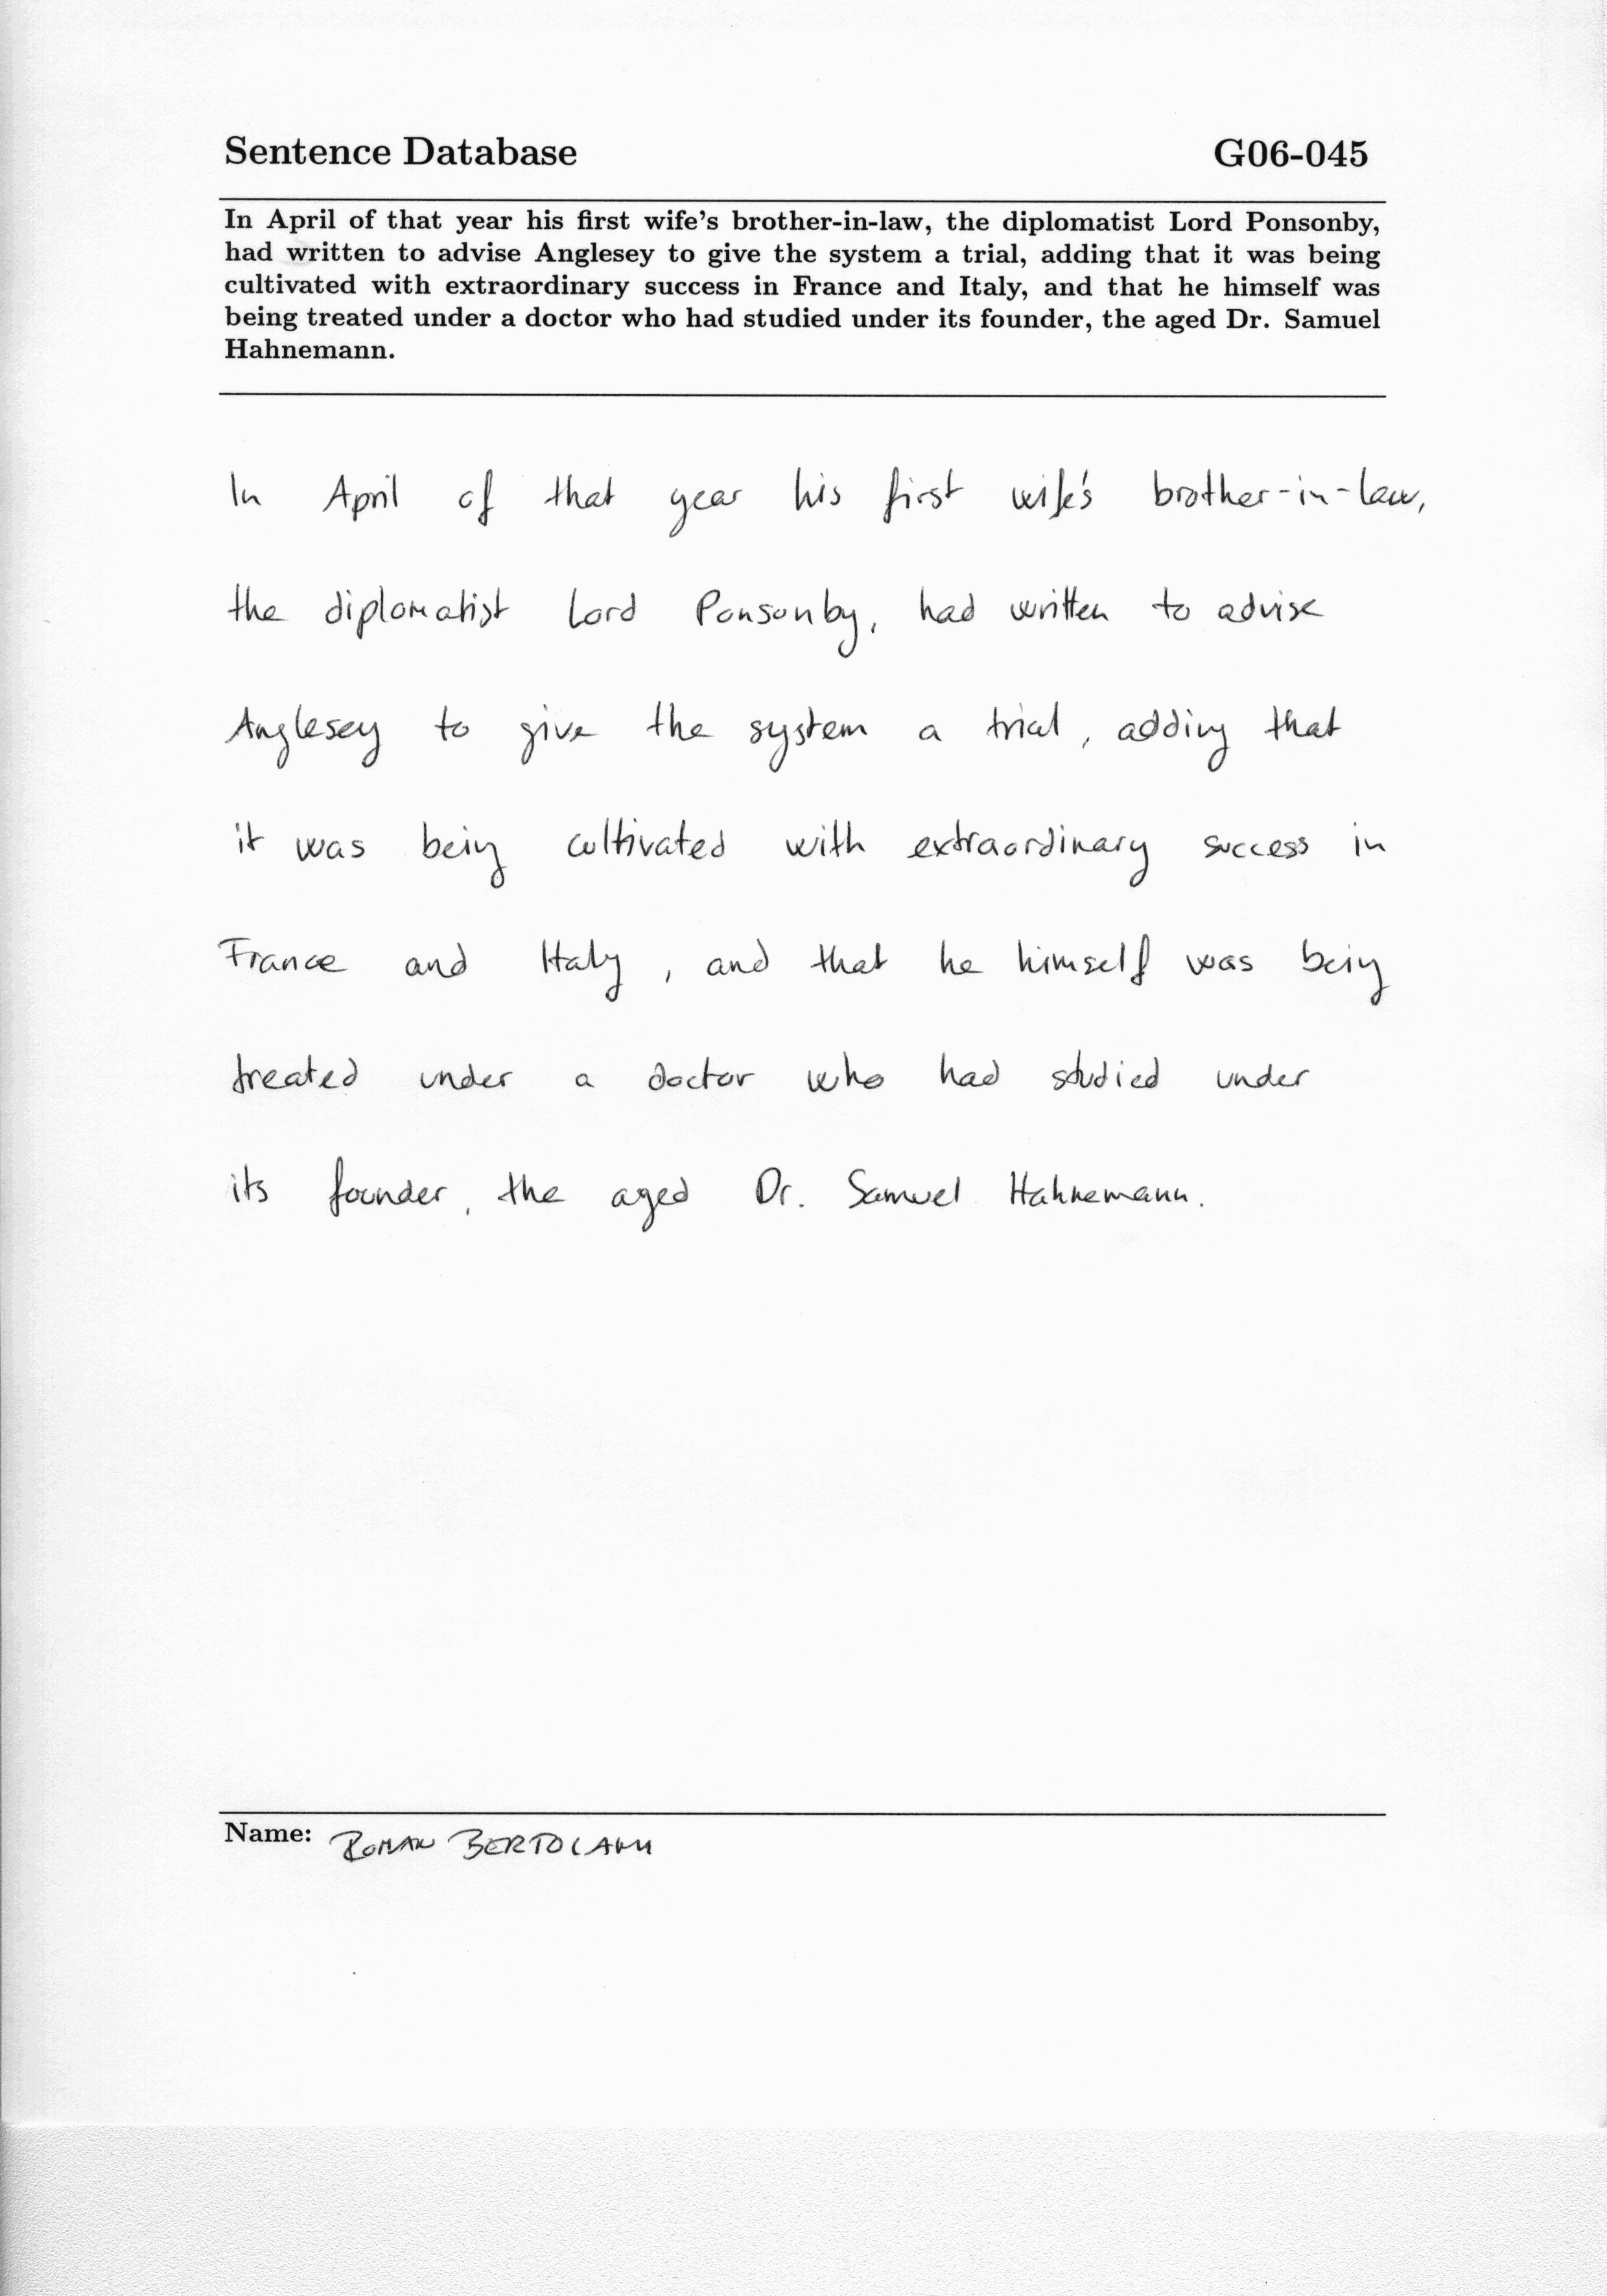 Sentence Database G06-045
In April of that year his first wife's brother-in-law, the diplomatist Lord Ponsonby,
had written to advise Anglesey to give the system a trial, adding that it was being
cultivated with extraordinary success in France and Italy, and that he himself was
being treated under a doctor who had studied under its founder, the aged Dr. Samuel
Hahnemann.
In April of that year his first wife's brother-in-law,
the diplomatist Lord Ponsonby, had written to advise
Anglesey to give the system a trial, adding that
it was being cultivated with extraordinary success in
France and Italy, and that he himself was being
treated under a doctor who had studied under
its founder, the aged Dr. Samuel Hahnemann.
Name: ROMAN BERTOLAMI